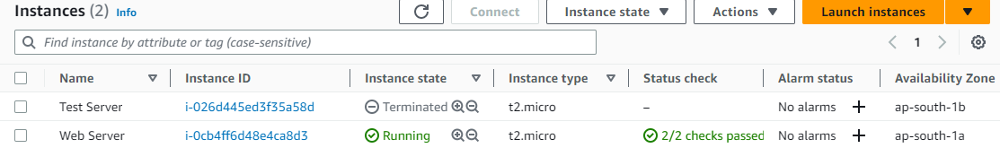 Instances (2) Info Connect Instance state Actions Launch instances
Find instance by attribute or tag (case-sensitive) 1
Name Instance ID Instance state Instance type Status check Alarm status Availability Zone
Test Server i-026d445ed3f35a58d Terminated t2.micro – No alarms + ap-south-1b
Web Server i-0cb4ff6d48e4ca8d3 Running t2.micro 2/2 checks passed No alarms + ap-south-1a